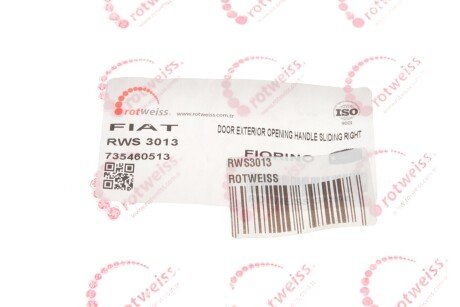 rotweiss®
www.rotweiss.com.tr
ISO
9002
FIAT
RWS 3013
735460513
DOOR EXTERIOR OPENING HANDLE SLIDING RIGHT
FIORINO
RWS3013
ROTWEISS